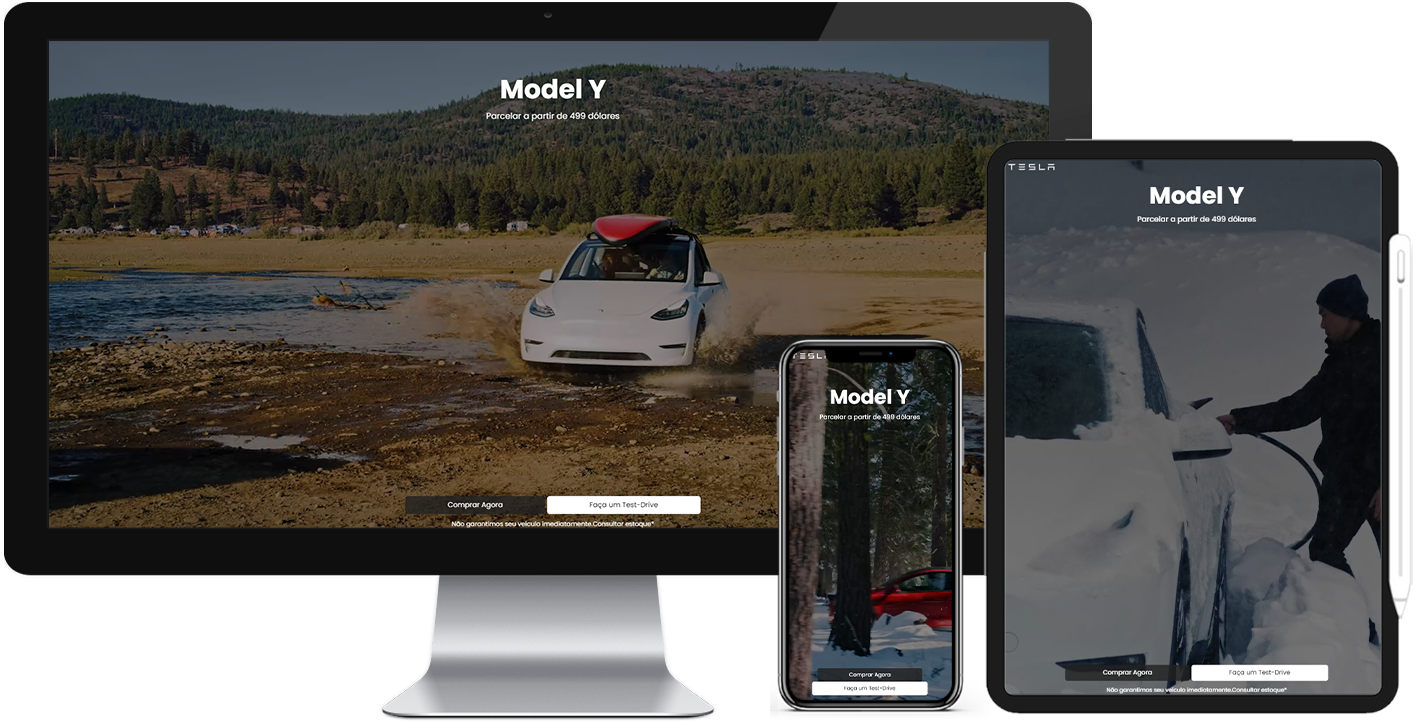 Model Y
Parcelar a partir de 499 dólares
Comprar Agora
Faça um Test-Drive
Não garantimos seu veículo imediatamente.Consultar estoque*
TESL
Model Y
Parcelar a partir de 499 dólares
Comprar Agora
Faça um Test-Drive
TESLA
Model Y
Parcelar a partir de 499 dólares
Comprar Agora
Faça um Test-Drive
Não garantimos seu veículo imediatamente.Consultar estoque*